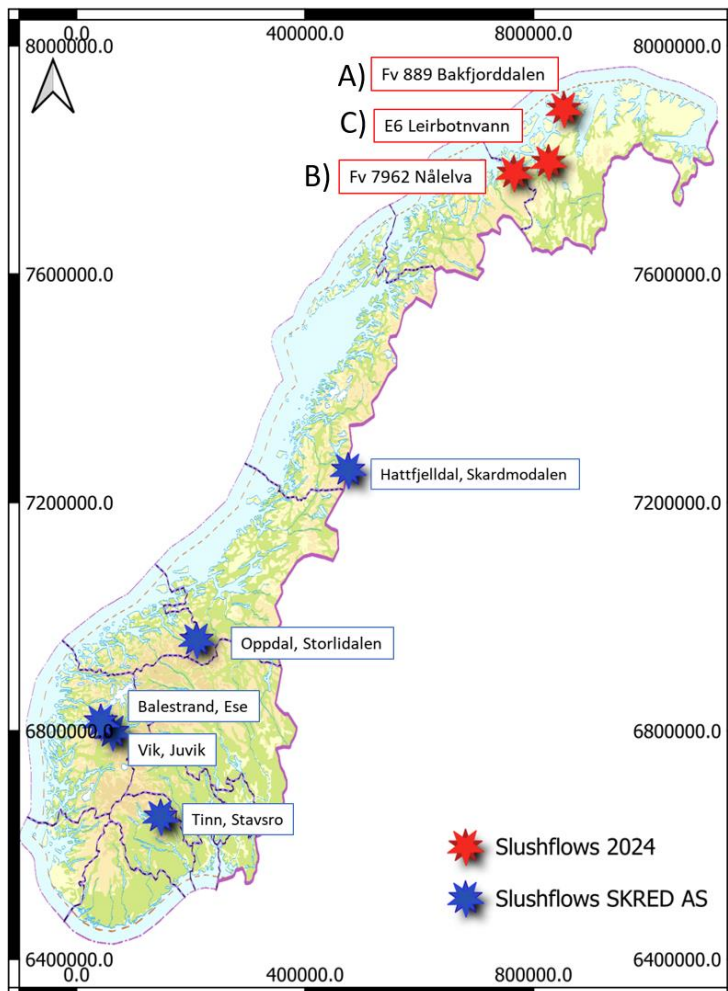 0.0 400000.0 800000.0
8000000.0 8000000.0
A) Fv 889 Bakfjorddalen
C) E6 Leirbotnvann
B) Fv 7962 Nålelva
7600000.0 7600000.0
Hattfjelldal, Skardmodalen
7200000.0 7200000.0
Oppdal, Storlidalen
Balestrand, Ese
6800000.0 6800000.0
Vik, Juvik
Tinn, Stavsro
Slushflows 2024
Slushflows SKRED AS
6400000.0 6400000.0
0.0 400000.0 800000.0